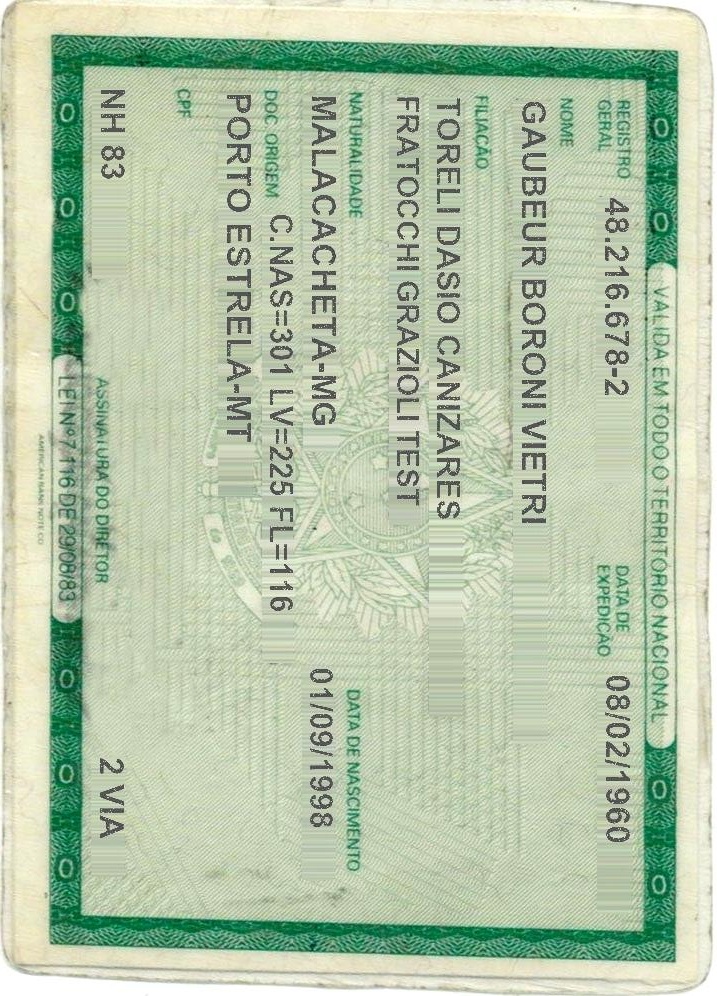 VALIDA EM TODO O TERRITÓRIO NACIONAL
REGISTRO GERAL 48.216.678-2 DATA DE EXPEDIÇÃO 08/02/1960
NOME
GAUBEUR BORONI VIETRI
FILIAÇÃO
TORELI DASIO CANIZARES
FRATOCCHI GRAZIOLI TEST
NATURALIDADE DATA DE NASCIMENTO
MALACACHETA-MG 01/09/1998
DOC. ORIGEM C.NAS=301 LV=225 FL=116
PORTO ESTRELA-MT
CPF
NH 83 2 VIA
ASSINATURA DO DIRETOR
LEI Nº 7.116 DE 29/08/83
AMERICAN BANK NOTE CO